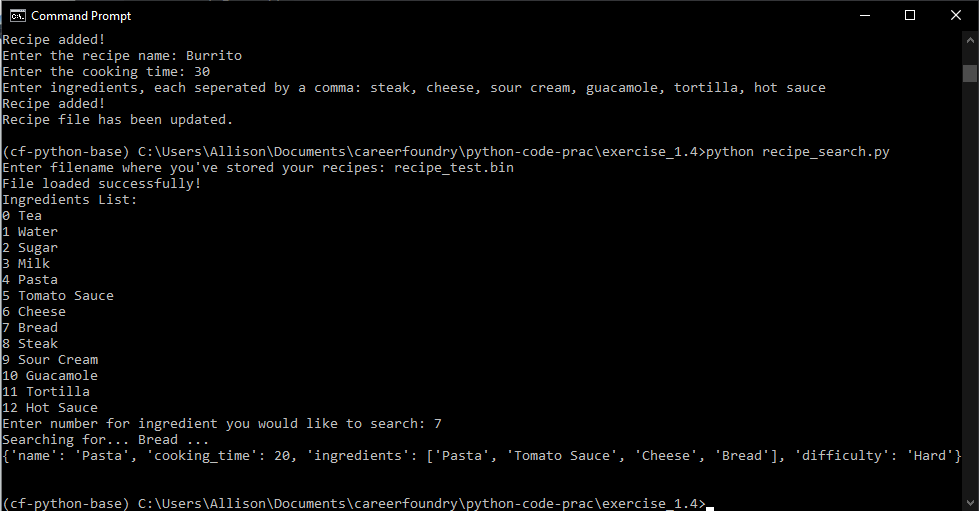 Command Prompt
Recipe added!
Enter the recipe name: Burrito
Enter the cooking time: 30
Enter ingredients, each seperated by a comma: steak, cheese, sour cream, guacamole, tortilla, hot sauce
Recipe added!
Recipe file has been updated.
(cf-python-base) C:\Users\Allison\Documents\careerfoundry\python-code-prac\exercise_1.4>python recipe_search.py
Enter filename where you've stored your recipes: recipe_test.bin
File loaded successfully!
Ingredients List:
0 Tea
1 Water
2 Sugar
3 Milk
4 Pasta
5 Tomato Sauce
6 Cheese
7 Bread
8 Steak
9 Sour Cream
10 Guacamole
11 Tortilla
12 Hot Sauce
Enter number for ingredient you would like to search: 7
Searching for... Bread ...
{'name': 'Pasta', 'cooking_time': 20, 'ingredients': ['Pasta', 'Tomato Sauce', 'Cheese', 'Bread'], 'difficulty': 'Hard'}
(cf-python-base) C:\Users\Allison\Documents\careerfoundry\python-code-prac\exercise_1.4>